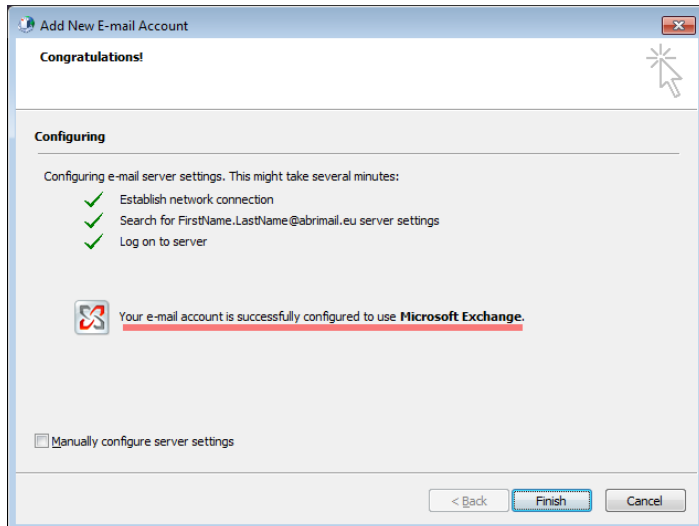 Add New E-mail Account
Congratulations!
Configuring
Configuring e-mail server settings. This might take several minutes:
Establish network connection
Search for FirstName.LastName@abrimail.eu server settings
Log on to server
Your e-mail account is successfully configured to use Microsoft Exchange.
Manually configure server settings
< Back
Finish
Cancel